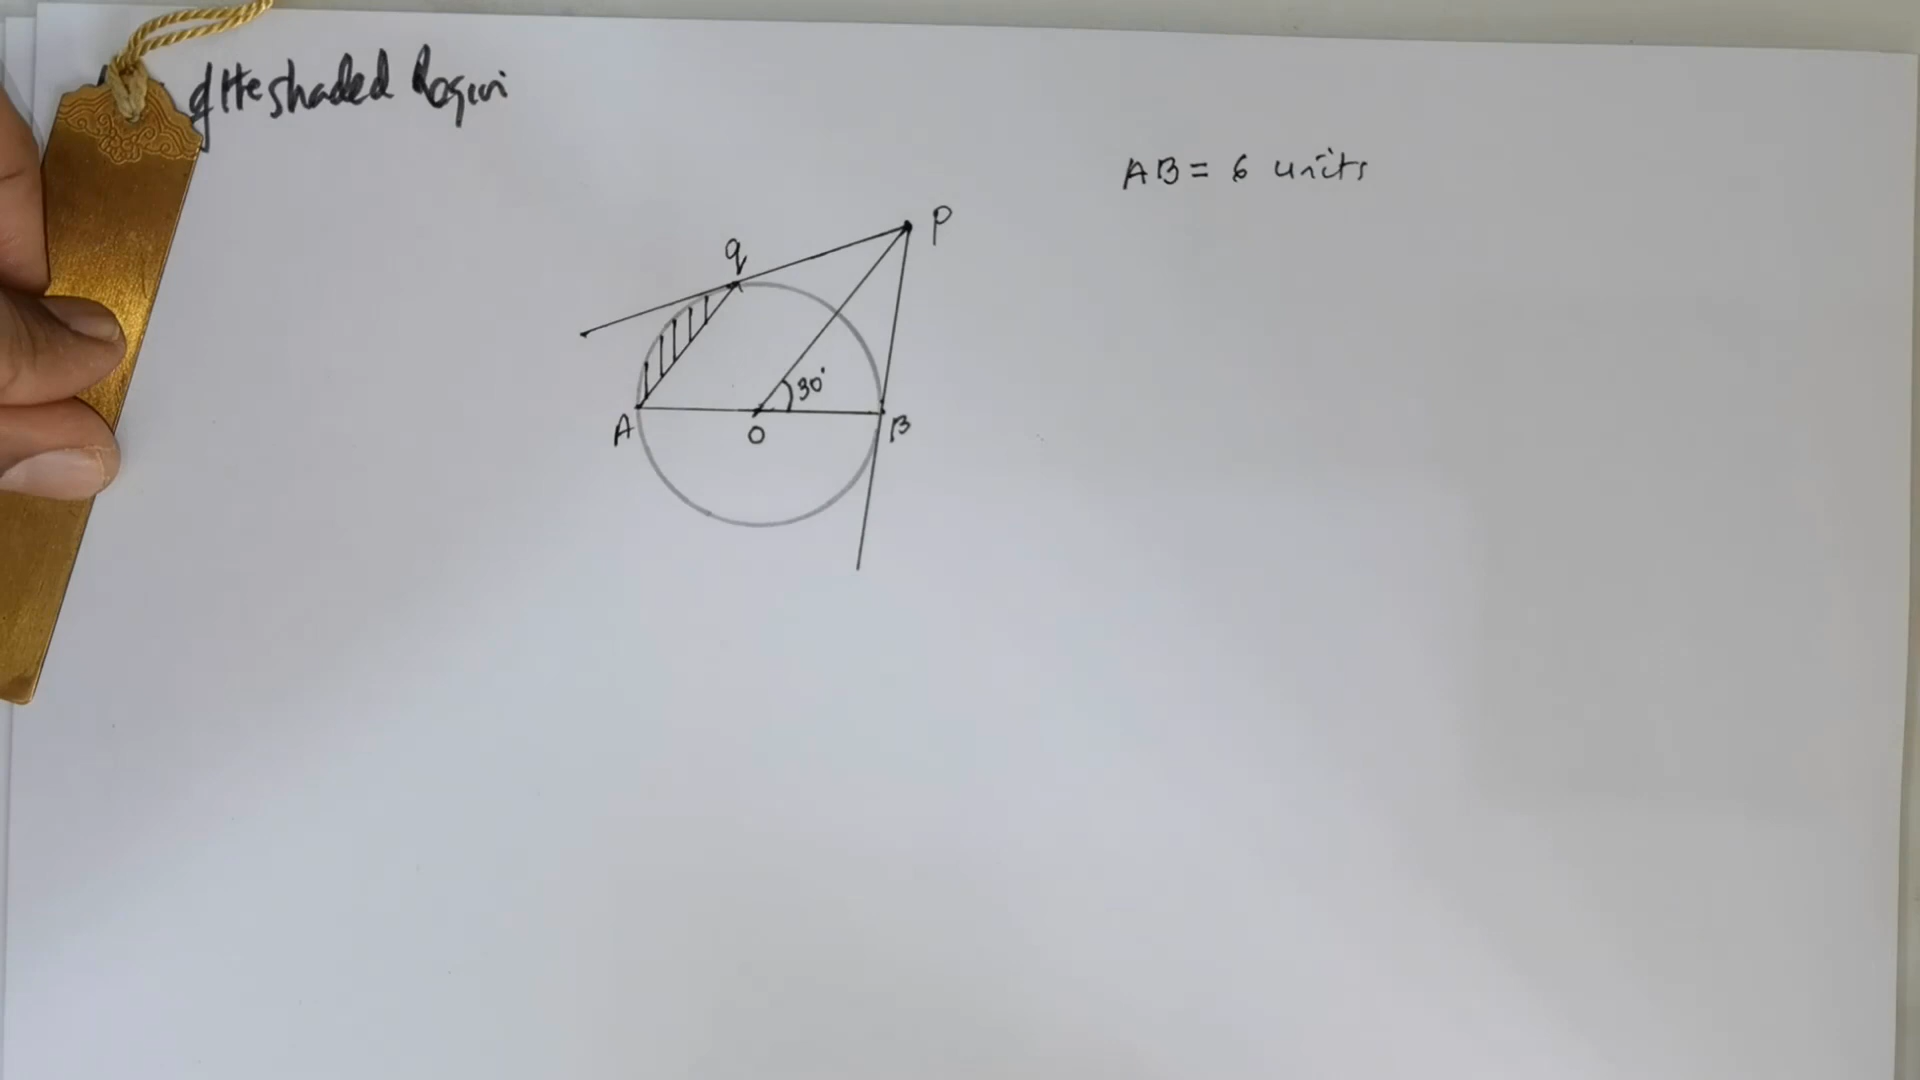 of the shaded Region
AB = 6 units
P
q
30°
A
O
B